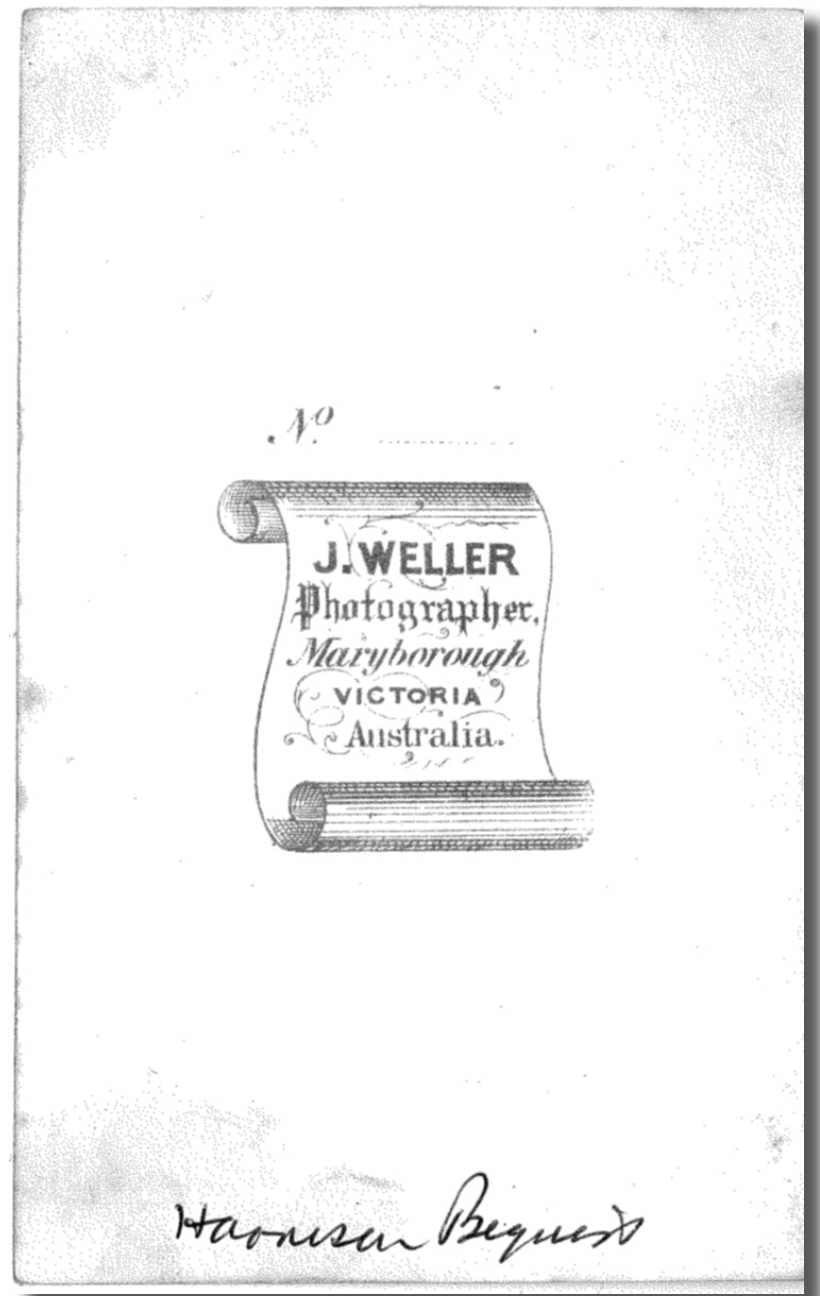 No ............
J. WELLER
Photographer,
Maryborough
VICTORIA
Australia.
Harrison Bequest